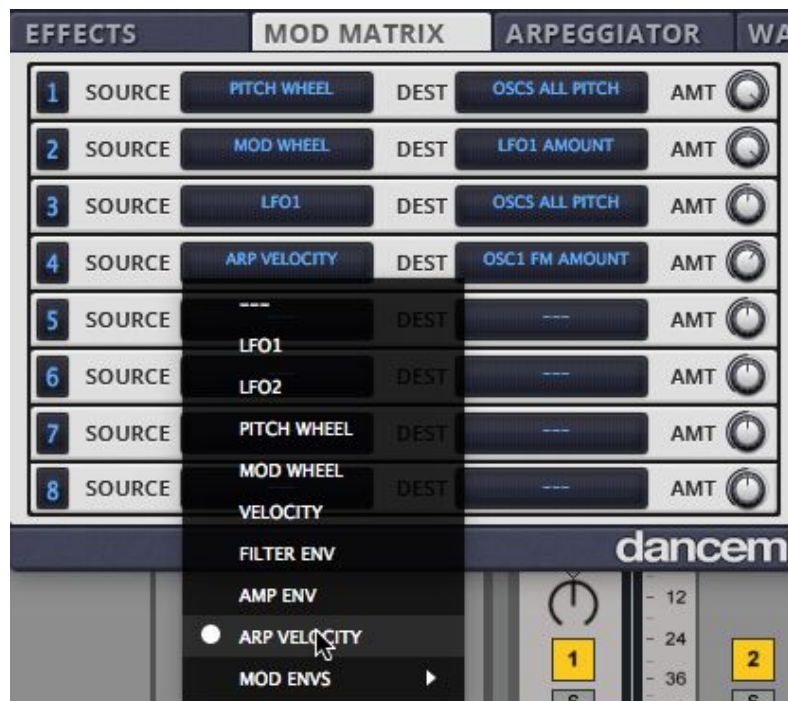 EFFECTS MOD MATRIX ARPEGGIATOR WA
1 SOURCE PITCH WHEEL DEST OSCS ALL PITCH AMT
2 SOURCE MOD WHEEL DEST LFO1 AMOUNT AMT
3 SOURCE LFO1 DEST OSCS ALL PITCH AMT
4 SOURCE ARP VELOCITY DEST OSC1 FM AMOUNT AMT
5 SOURCE DEST --- AMT
6 SOURCE DEST --- AMT
7 SOURCE DEST --- AMT
8 SOURCE DEST --- AMT
---
LFO1
LFO2
PITCH WHEEL
MOD WHEEL
VELOCITY
FILTER ENV
AMP ENV
ARP VELOCITY
MOD ENVS
dancem
12
24
36
1
2
S
S